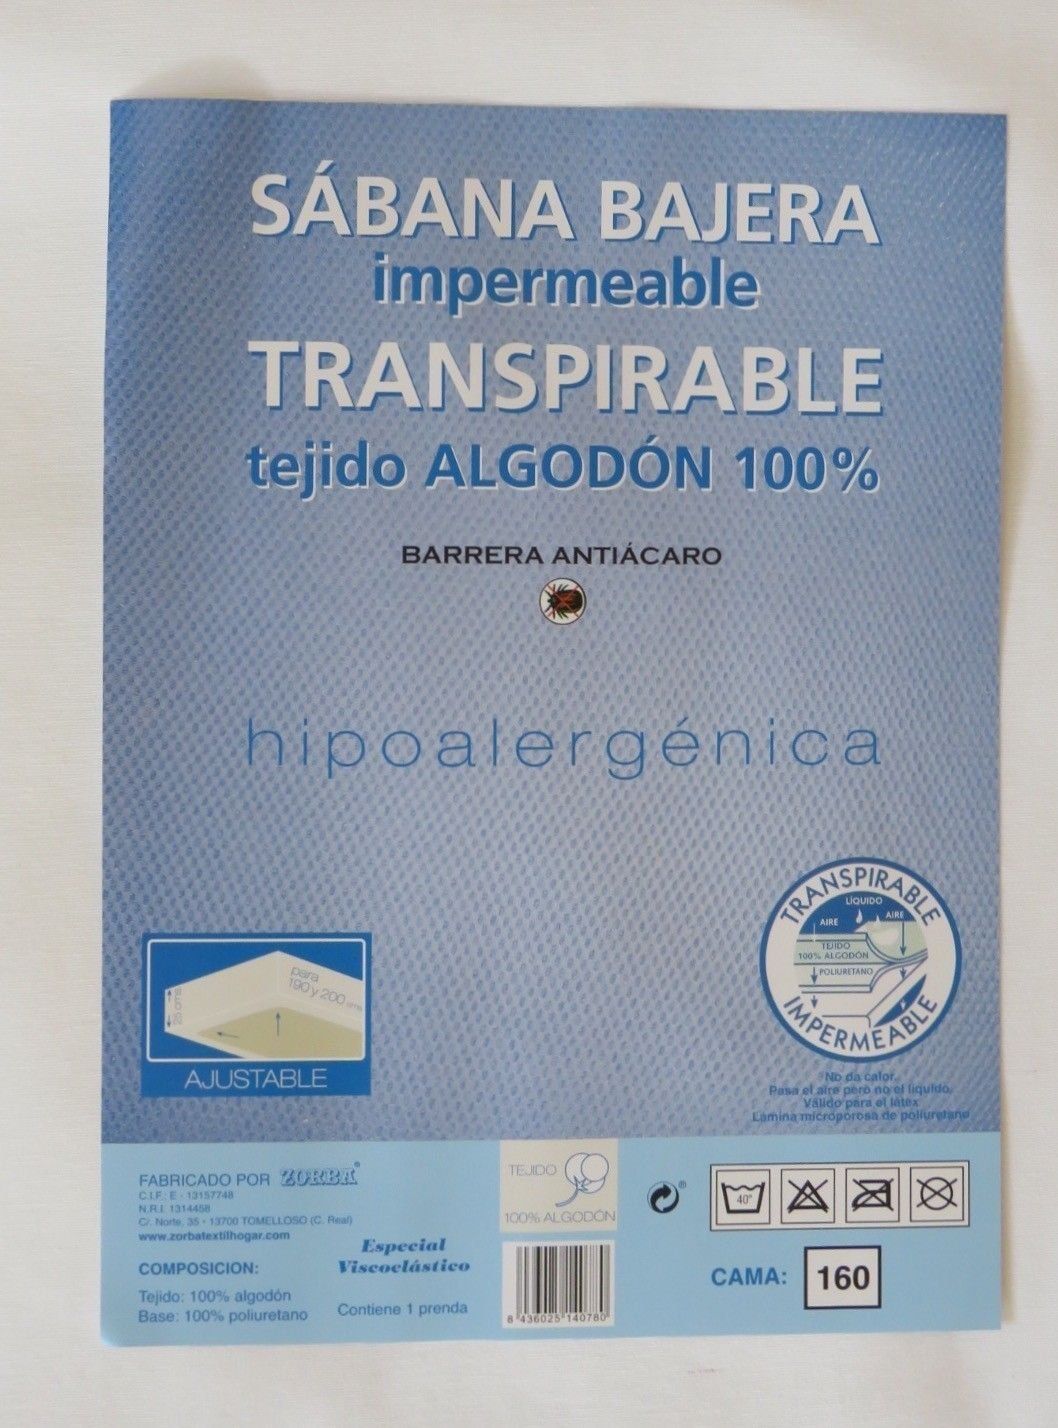 SÁBANA BAJERA
impermeable
TRANSPIRABLE
tejido ALGODÓN 100%
BARRERA ANTIÁCARO
hipoalergénica
para
190 y 200 cms
AJUSTABLE
TRANSPIRABLE
LÍQUIDO
AIRE
AIRE
TEJIDO
100% ALGODÓN
POLIURETANO
IMPERMEABLE
No da calor.
Pasa el aire pero no el líquido.
Válido para el látex
Lamina microporosa de poliuretano
FABRICADO POR ZORBA®
C.I.F.: E - 13157748
N.R.I. 1314458
C/. Norte, 35 - 13700 TOMELLOSO (C. Real)
www.zorbatextilhogar.com
COMPOSICION:
Tejido: 100% algodón
Base: 100% poliuretano
Especial
Viscoelástico
Contiene 1 prenda
TEJIDO
100% ALGODÓN
8 436025 140780
®
40°
CAMA: 160